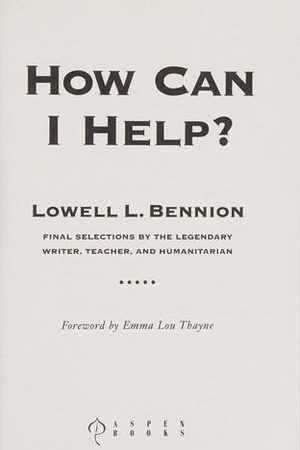 HOW CAN
I HELP?
LOWELL L. BENNION
FINAL SELECTIONS BY THE LEGENDARY
WRITER, TEACHER, AND HUMANITARIAN
•••••
Foreword by Emma Lou Thayne
ASPEN
BOOKS